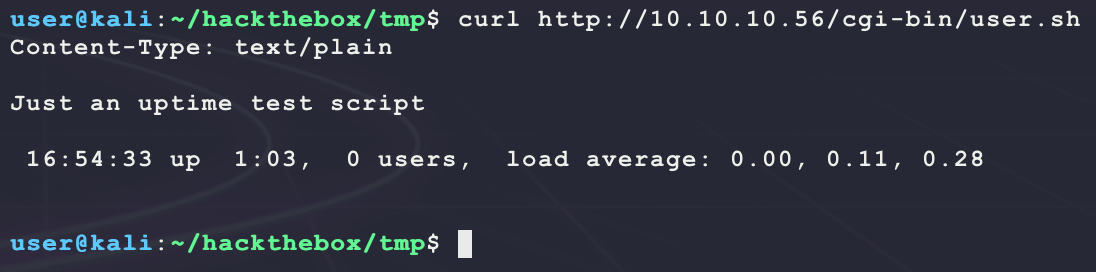 user@kali:~/hackthebox/tmp$ curl http://10.10.10.56/cgi-bin/user.sh
Content-Type: text/plain
Just an uptime test script
16:54:33 up  1:03,  0 users,  load average: 0.00, 0.11, 0.28
user@kali:~/hackthebox/tmp$